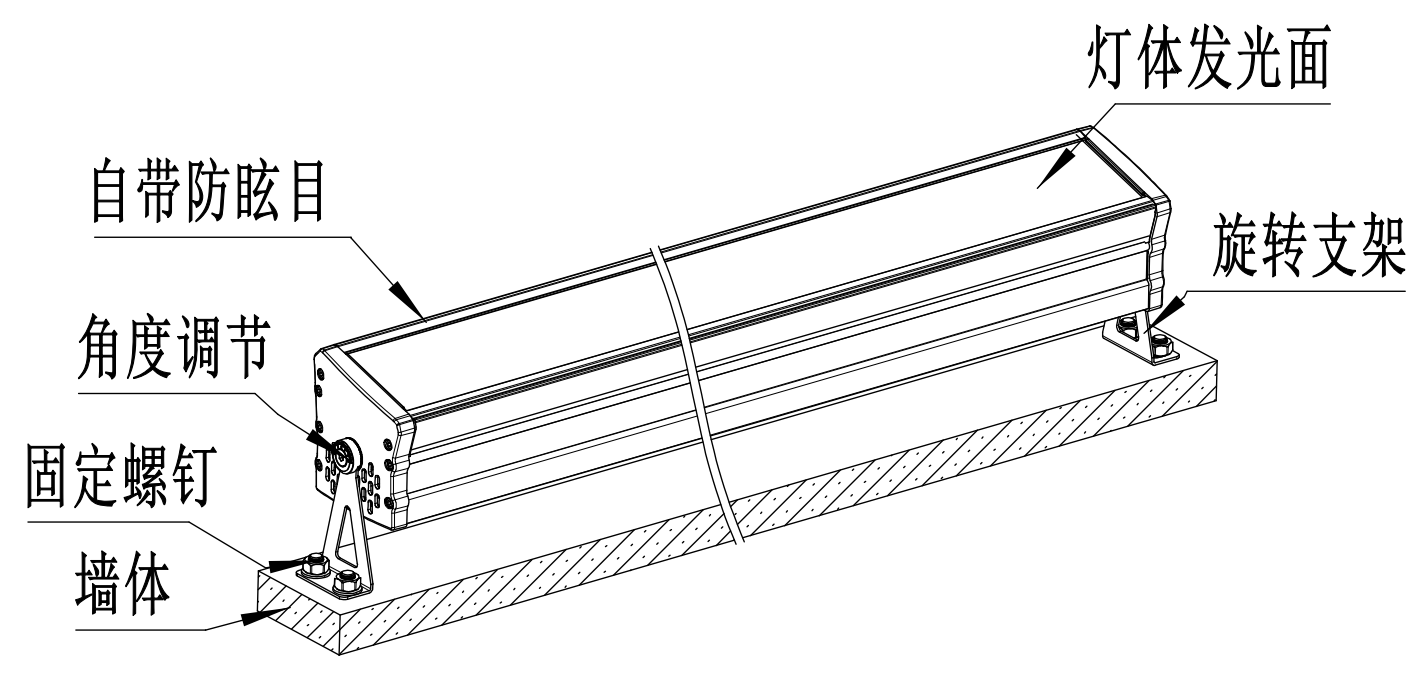 灯体发光面
自带防眩目
旋转支架
角度调节
固定螺钉
墙体